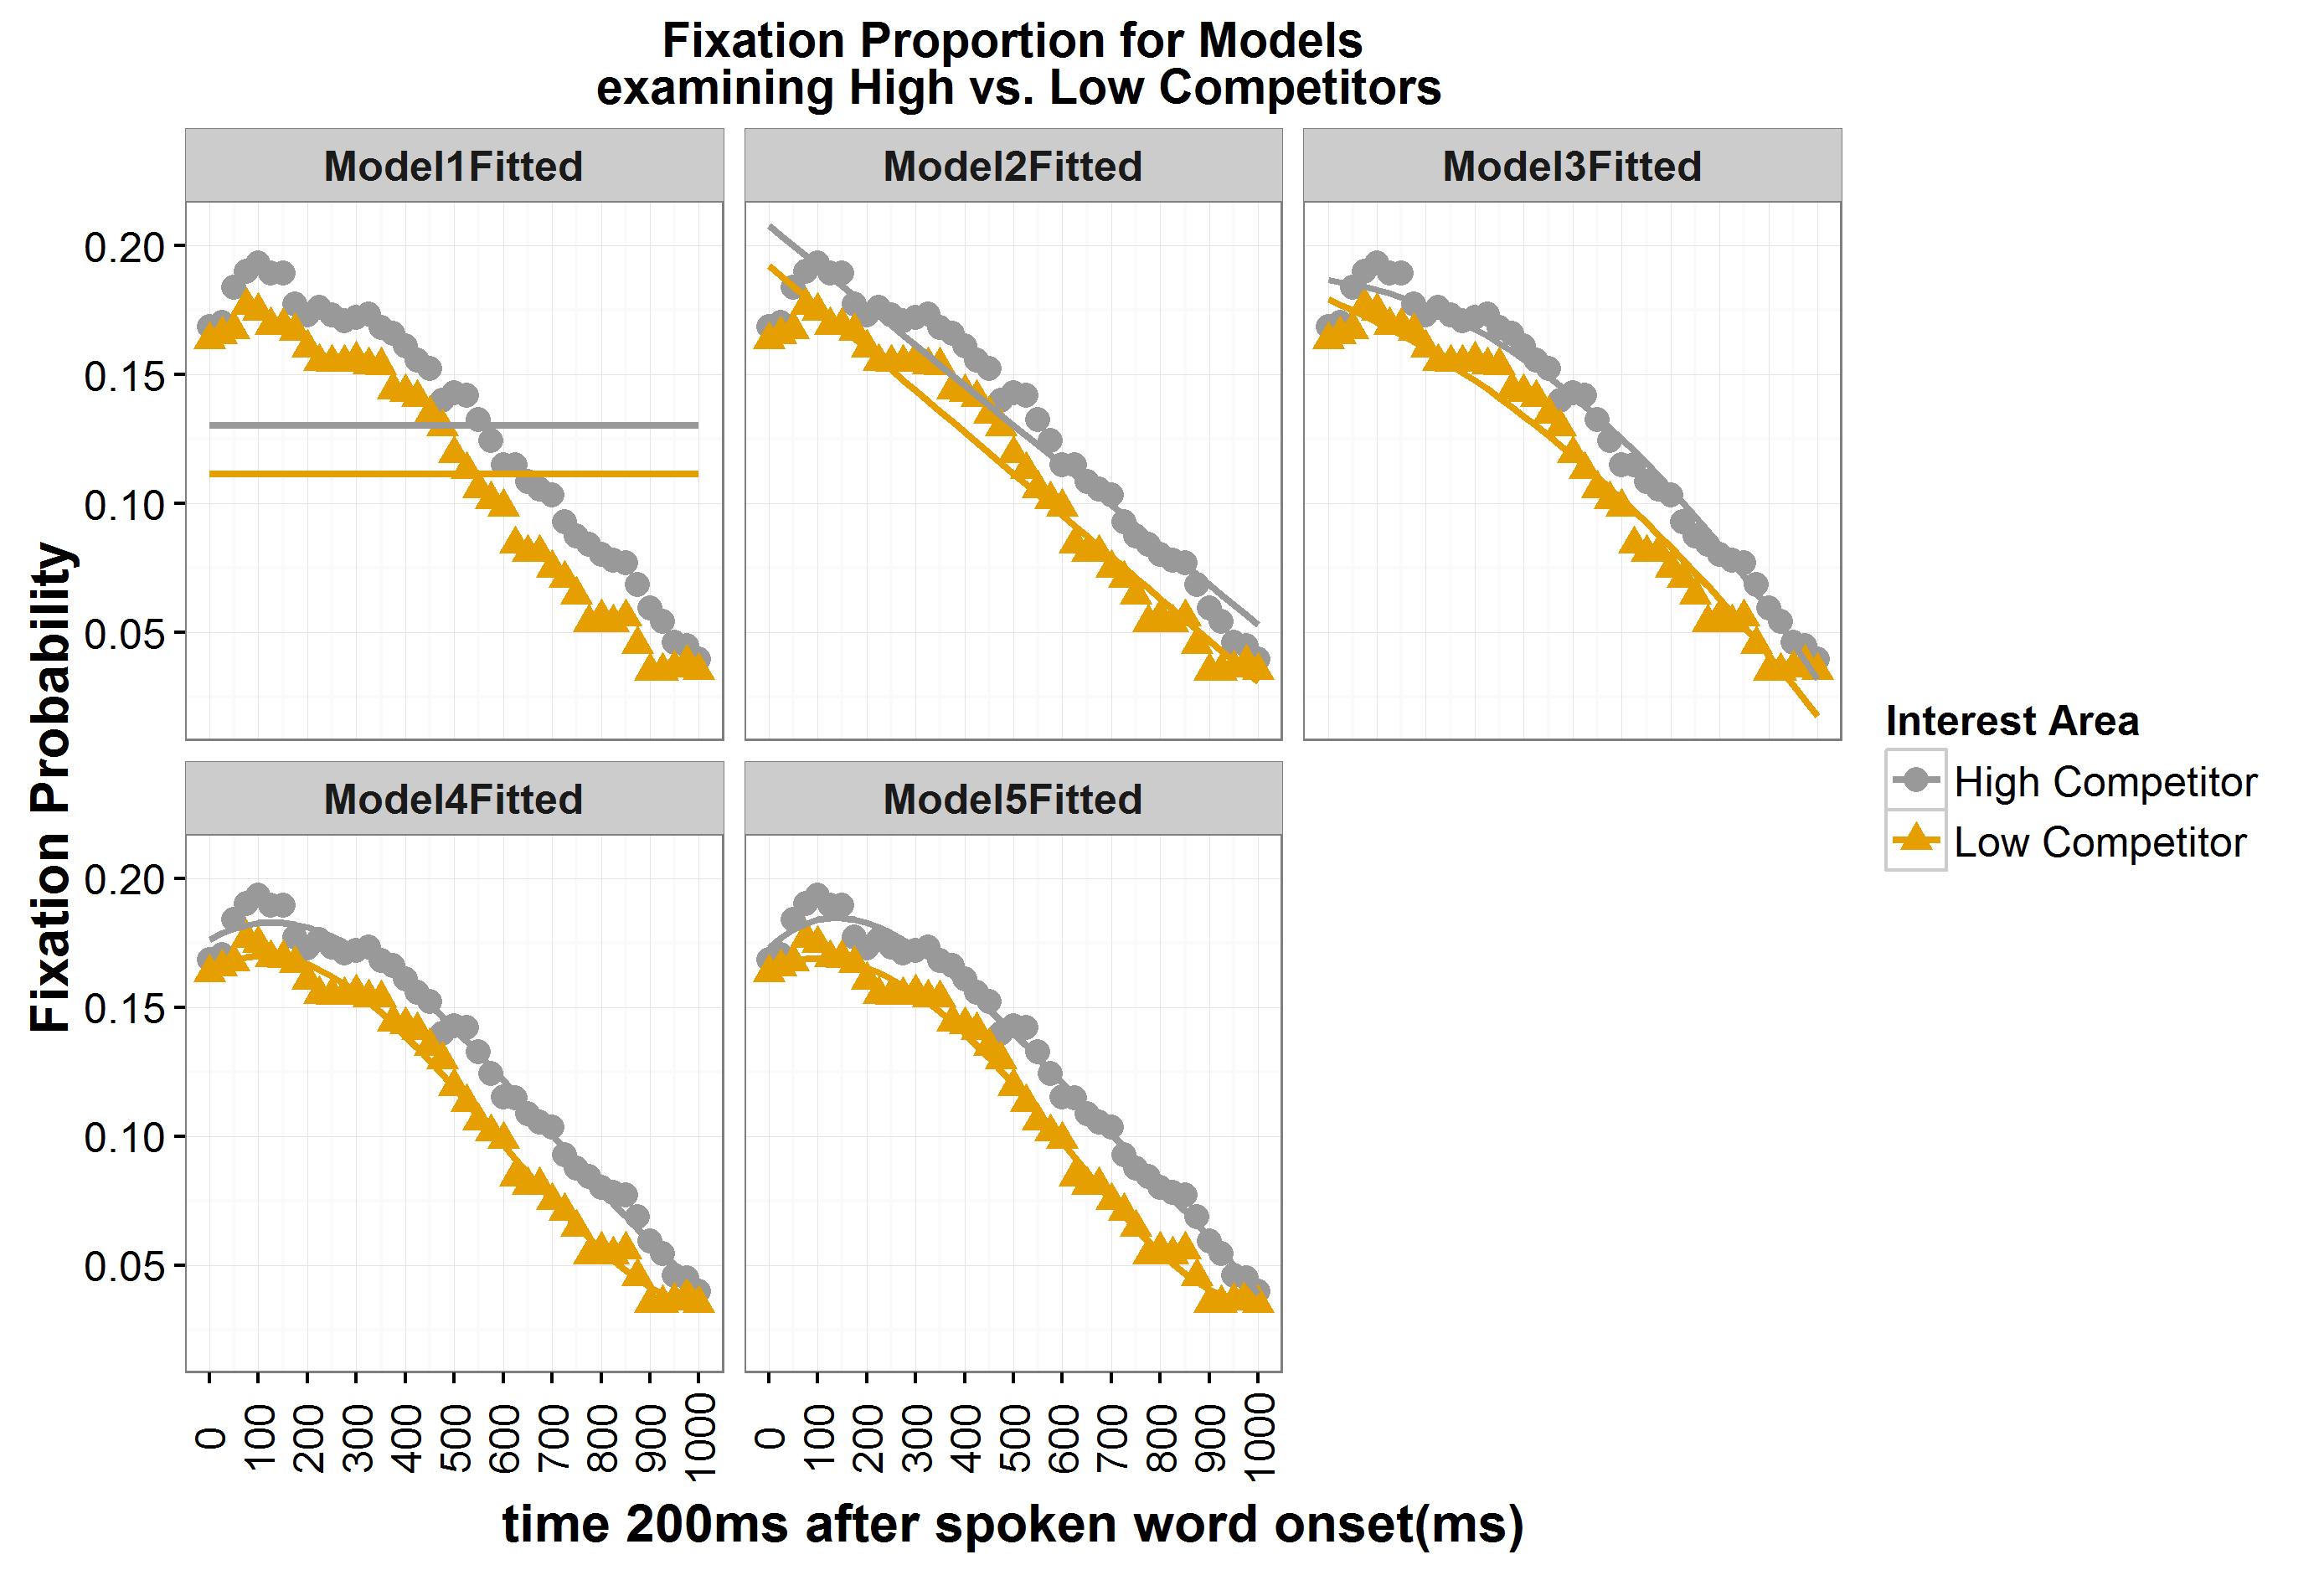 Fixation Proportion for Models
examining High vs. Low Competitors
Model1Fitted
Model2Fitted
Model3Fitted
0.20
0.15
0.10
0.05
Model4Fitted
Model5Fitted
0.20
0.15
0.10
0.05
Fixation Probability
0
100
200
300
400
500
600
700
800
900
1000
0
100
200
300
400
500
600
700
800
900
1000
time 200ms after spoken word onset(ms)
Interest Area
High Competitor
Low Competitor